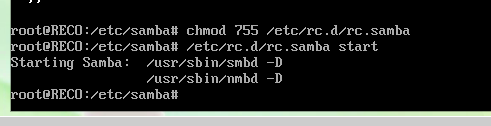 root@RECO:/etc/samba# chmod 755 /etc/rc.d/rc.samba
root@RECO:/etc/samba# /etc/rc.d/rc.samba start
Starting Samba:  /usr/sbin/smbd -D
                 /usr/sbin/nmbd -D
root@RECO:/etc/samba#